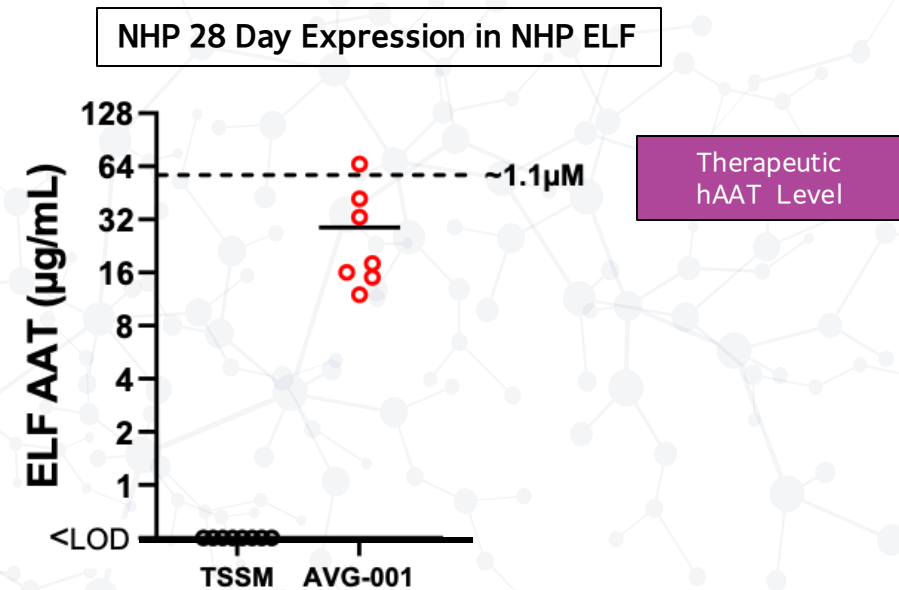 NHP 28 Day Expression in NHP ELF
128
64
32
16
8
4
2
1
<LOD
ELF AAT (µg/mL)
~1.1µM
Therapeutic
hAAT Level
TSSM AVG-001